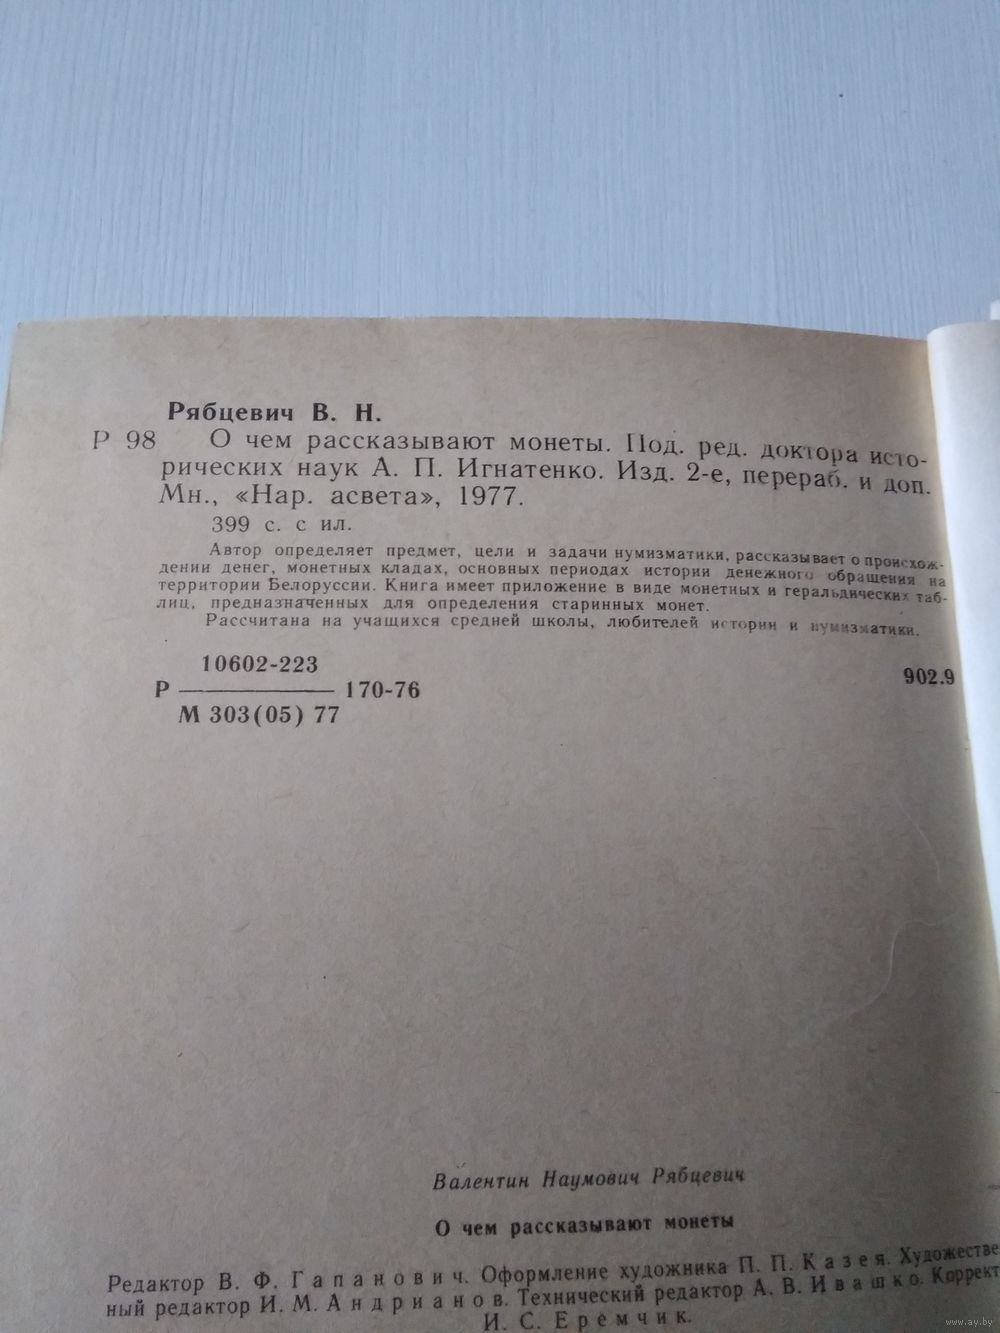 Рябцевич В. Н.
Р 98 О чем рассказывают монеты. Под. ред. доктора исто-
рических наук А. П. Игнатенко. Изд. 2-е, перераб. и доп.
Мн., «Нар. асвета», 1977.
399 с. с ил.
Автор определяет предмет, цели и задачи нумизматики, рассказывает о происхож-
дении денег, монетных кладах, основных периодах истории денежного обращения на
территории Белоруссии. Книга имеет приложение в виде монетных и геральдических таб-
лиц, предназначенных для определения старинных монет.
Рассчитана на учащихся средней школы, любителей истории и нумизматики.
10602-223
Р ——— 170-76
902.9
М 303(05) 77
Валентин Наумович Рябцевич
О чем рассказывают монеты
Редактор В. Ф. Гапанович. Оформление художника П. П. Казея. Художестве
ный редактор И. М. Андрианов. Технический редактор А. В. Ивашко. Коррект
И. С. Еремчик.
www.ay.by